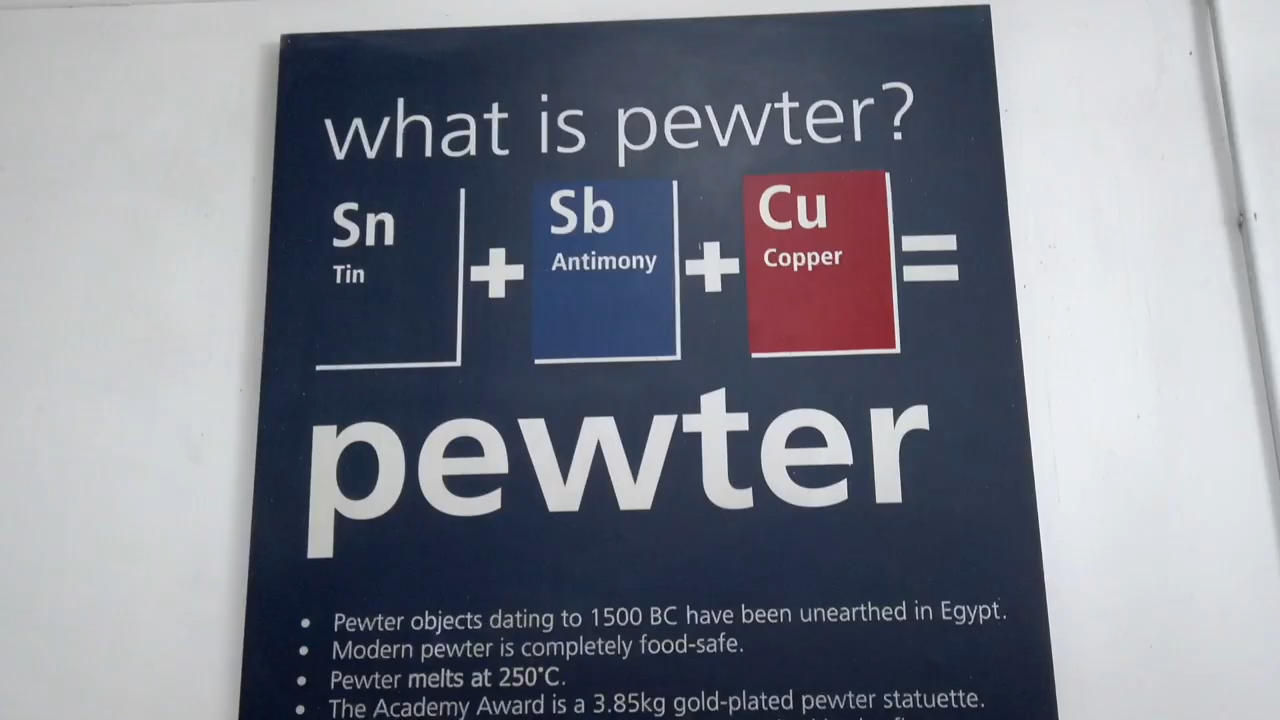 what is pewter?
Sn + Sb + Cu =
Tin Antimony Copper
pewter
• Pewter objects dating to 1500 BC have been unearthed in Egypt.
• Modern pewter is completely food-safe.
• Pewter melts at 250°C.
• The Academy Award is a 3.85kg gold-plated pewter statuette.